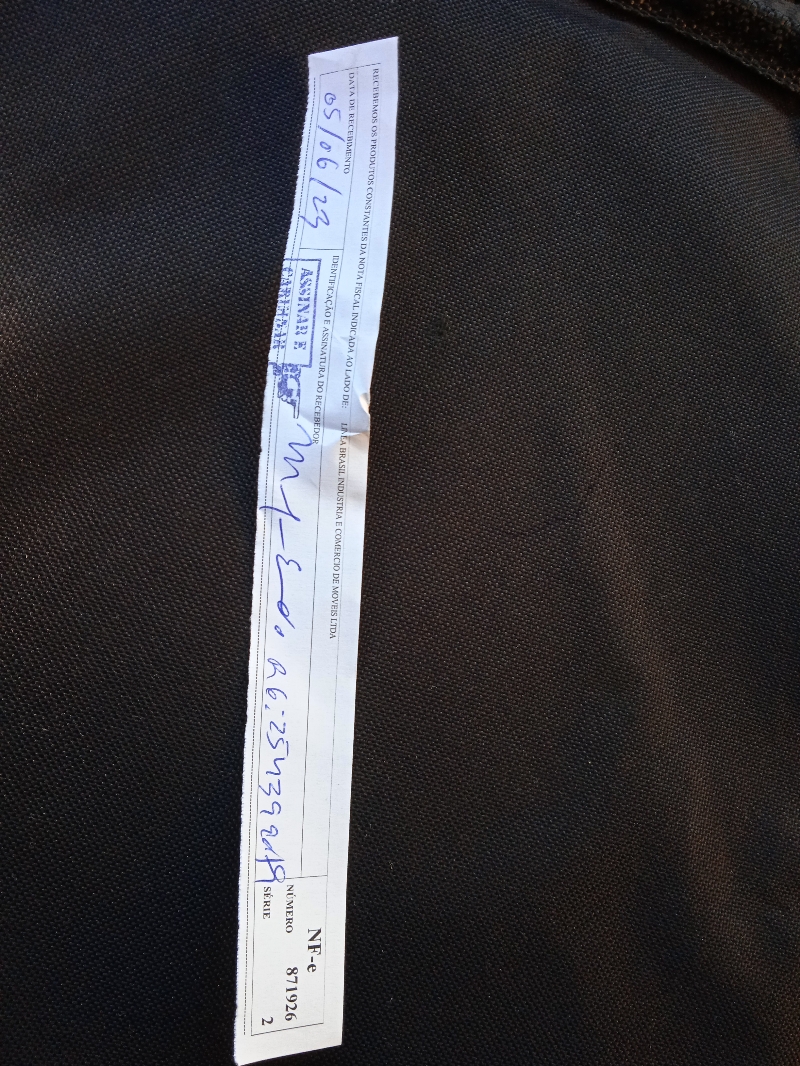 RECEBEMOS OS PRODUTOS CONSTANTES DA NOTA FISCAL INDICADA AO LADO DE: LINEA BRASIL INDUSTRIA E COMERCIO DE MOVEIS LTDA
DATA DE RECEBIMENTO
05/06/23
IDENTIFICAÇÃO E ASSINATURA DO RECEBEDOR
ASSINAR E
CARIMBAR
NF-e
NÚMERO 871926
SÉRIE 2